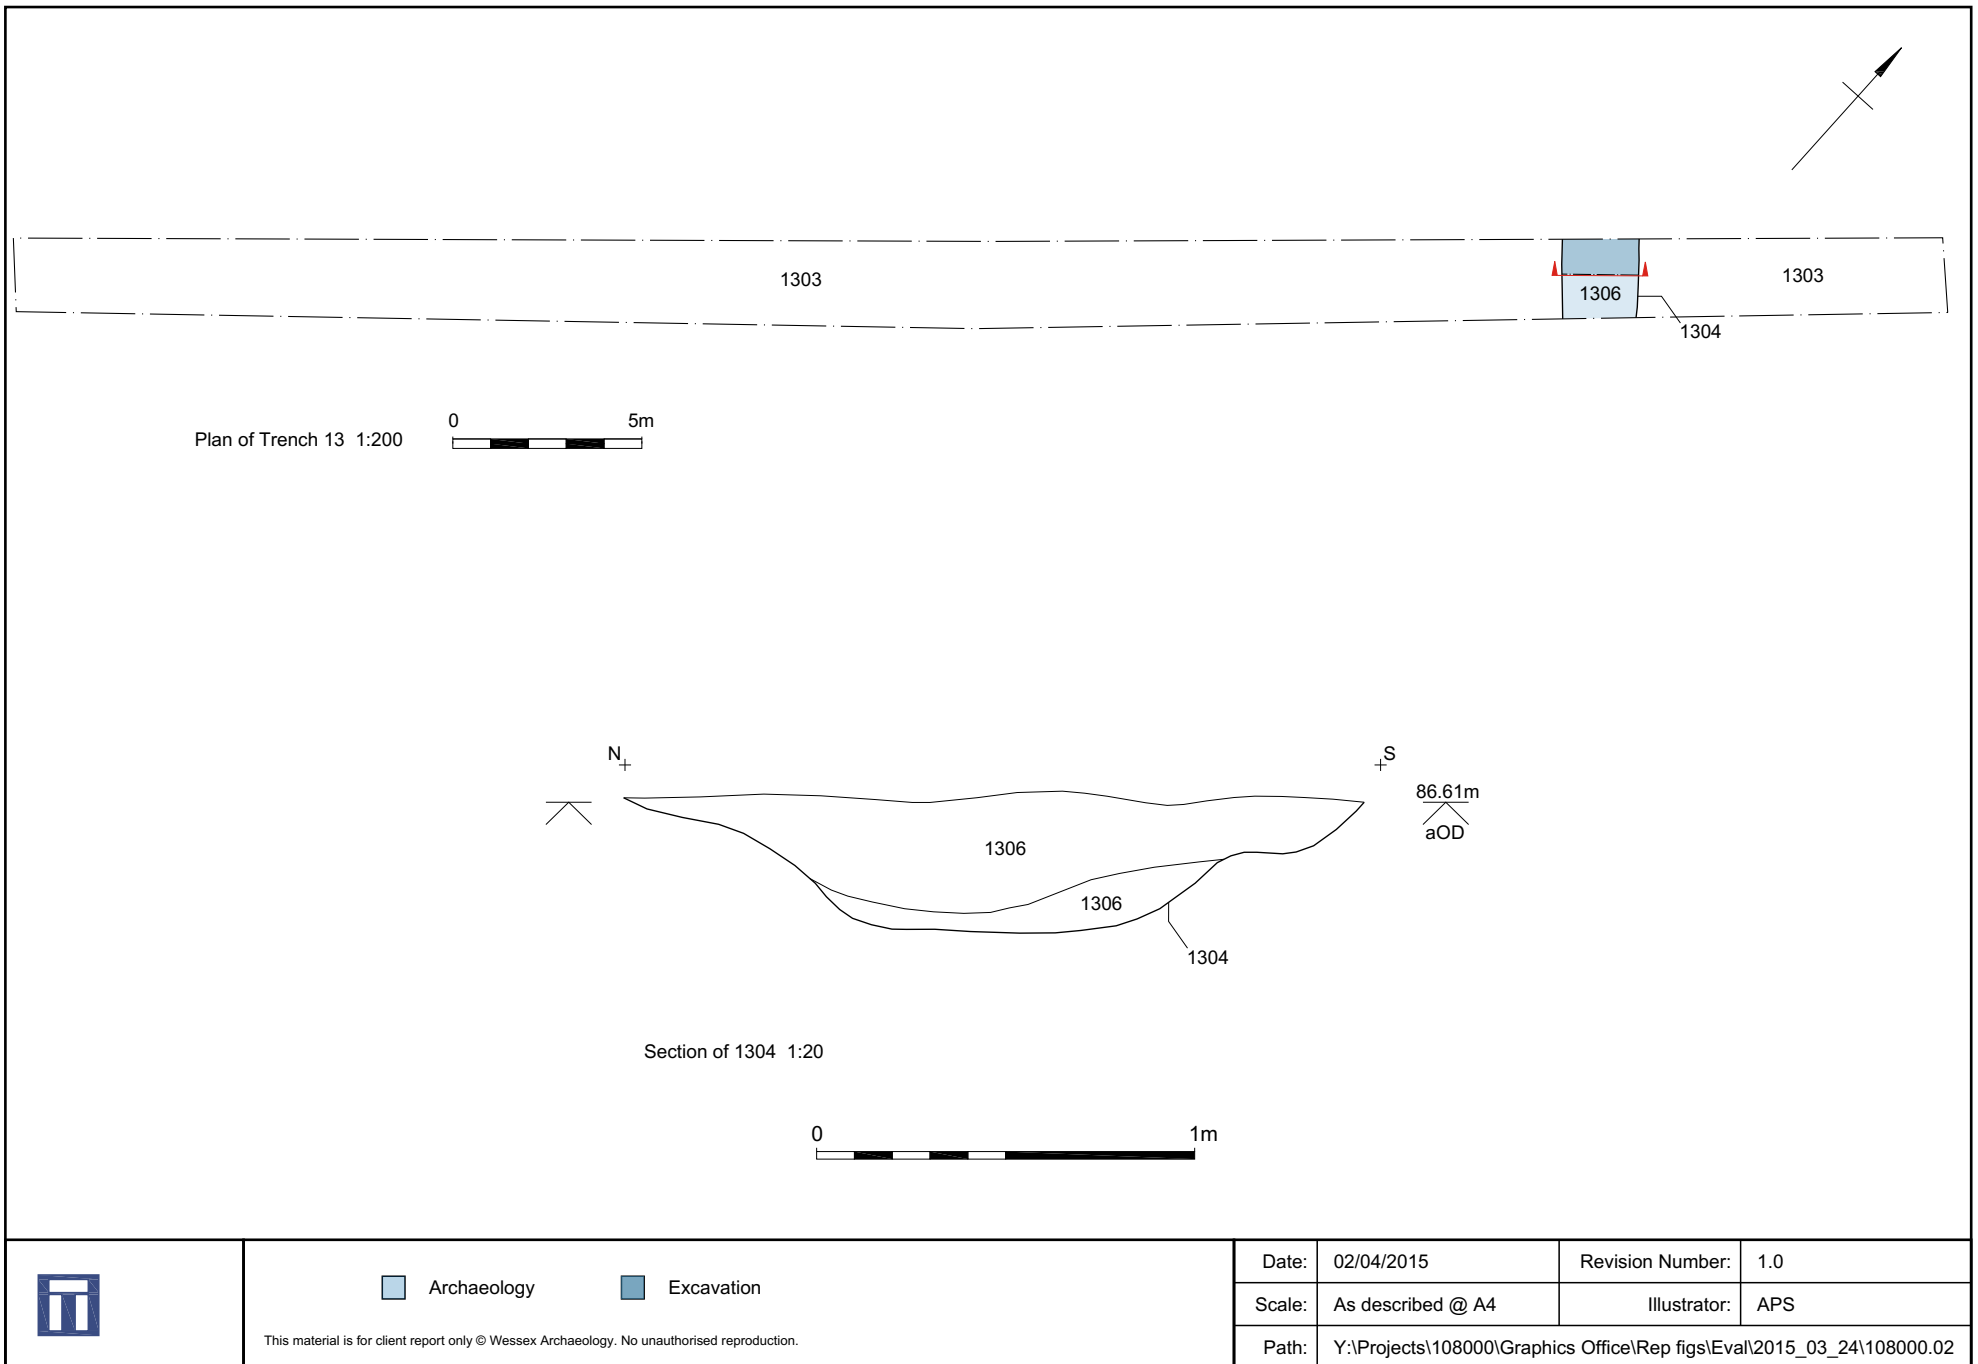 1303
1303
1306
1304
0 5m
Plan of Trench 13 1:200
N S
86.61m
aOD
1306
1306
1304
Section of 1304 1:20
0 1m
Archaeology Excavation
This material is for client report only © Wessex Archaeology. No unauthorised reproduction.
Date: 02/04/2015 Revision Number: 1.0
Scale: As described @ A4 Illustrator: APS
Path: Y:\Projects\108000\Graphics Office\Rep figs\Eval\2015_03_24\108000.02